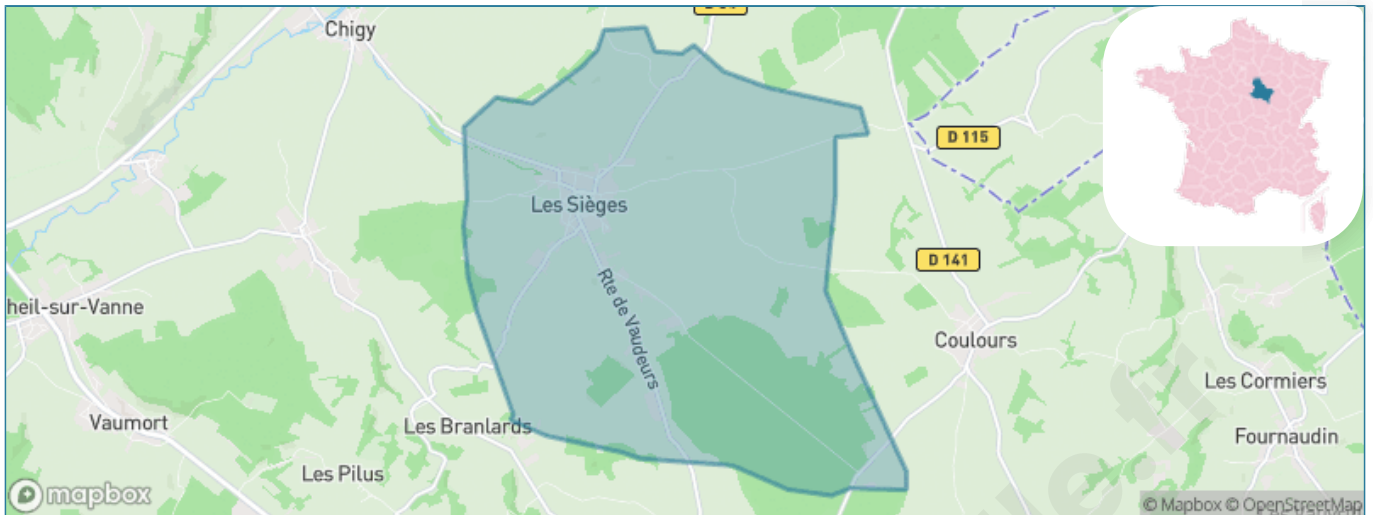 Chigy
D 115
Les Sièges
D 141
Rte de Vaudeurs
heil-sur-Vanne
Coulours
Les Cormiers
Vaumort
Les Branlards
Fournaudin
Les Pilus
mapbox
© Mapbox © OpenStreetMap